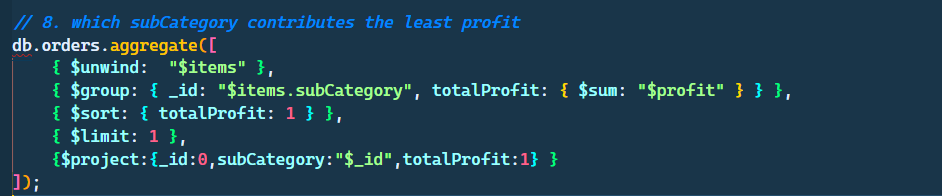 // 8. which subCategory contributes the least profit
db.orders.aggregate([
    { $unwind:  "$items" },
    { $group: { _id: "$items.subCategory", totalProfit: { $sum: "$profit" } } },
    { $sort: { totalProfit: 1 } },
    { $limit: 1 },
    {$project:{_id:0,subCategory:"$_id",totalProfit:1} }
]);